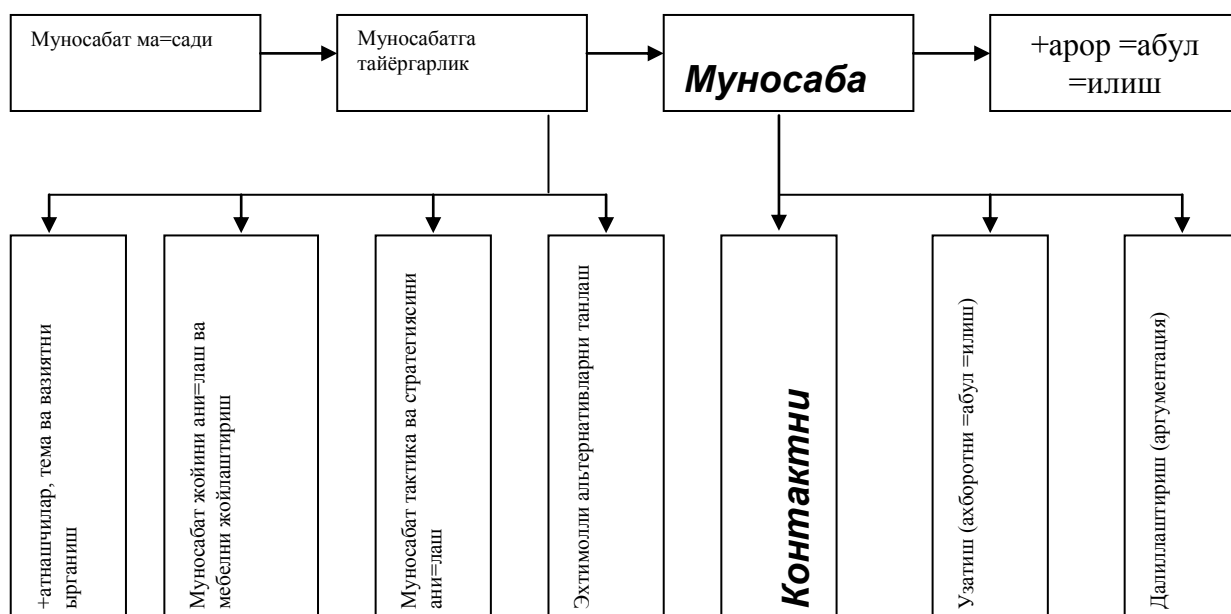 Муносабат ма=сади
Муносабатга
тайёргарлик
Муносаба
+арор =абул
=илиш
+атнашчилар, тема ва вазиятни
ырганиш
Муносабат жойини ани=лаш ва
мебелни жойлаштириш
Муносабат тактика ва стратегиясини
ани=лаш
Эхтимолли альтернативларни танлаш
Контактни
Узатиш (ахборотни =абул =илиш)
Далиллаштириш (аргументация)